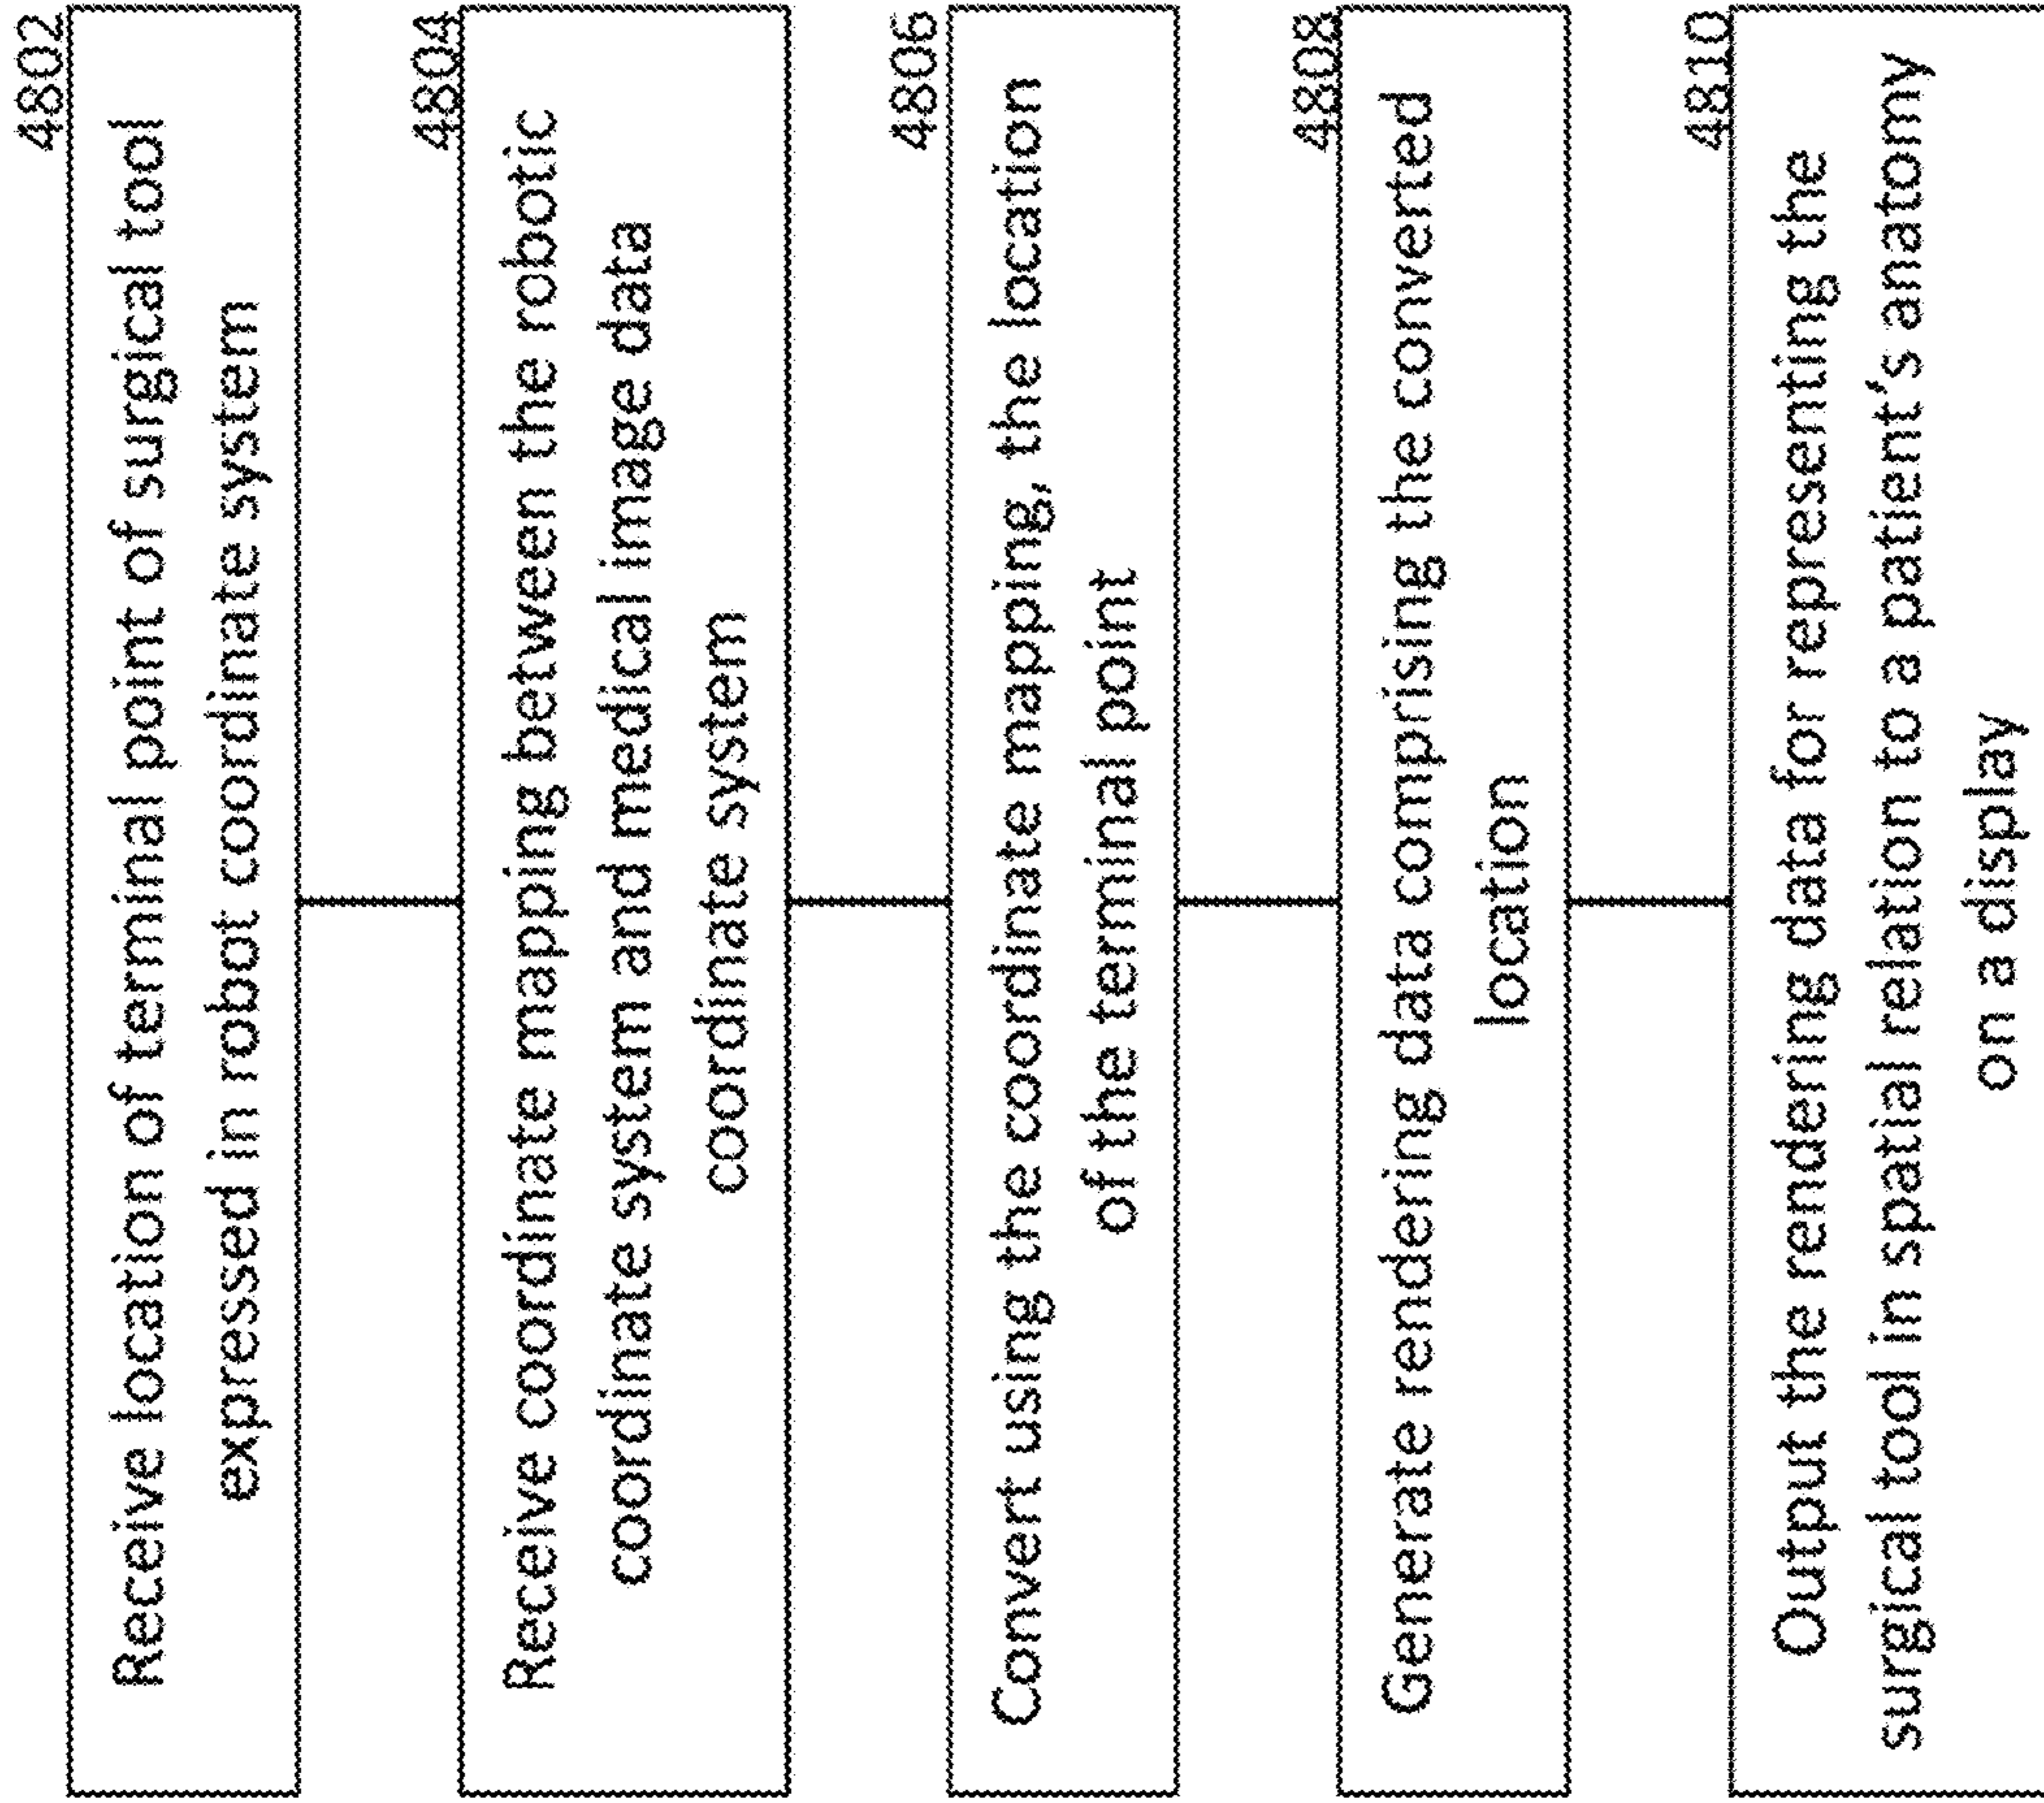 4802
Receive location of terminal point of surgical tool
expressed in robot coordinate system
4804
Receive coordinate mapping between the robotic
coordinate system and medical image data
coordinate system
4806
Convert using the coordinate mapping, the location
of the terminal point
4808
Generate rendering data comprising the converted
location
4810
Output the rendering data for representing the
surgical tool in spatial relation to a patient's anatomy
on a display